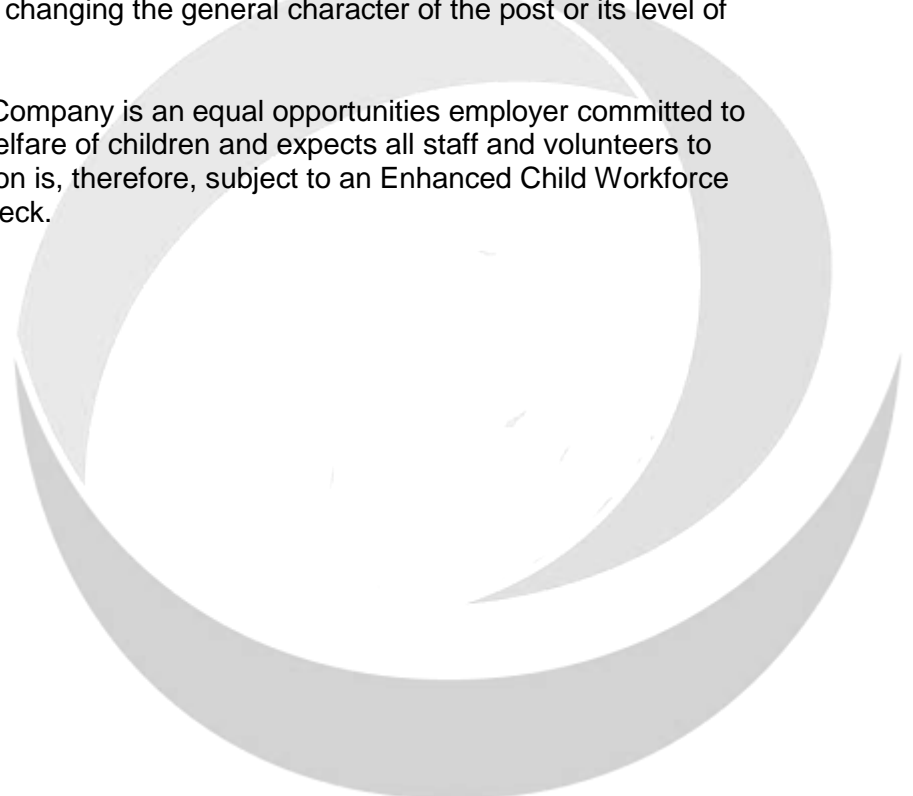 changing the general character of the post or its level of
Company is an equal opportunities employer committed to
elfare of children and expects all staff and volunteers to
on is, therefore, subject to an Enhanced Child Workforce
eck.